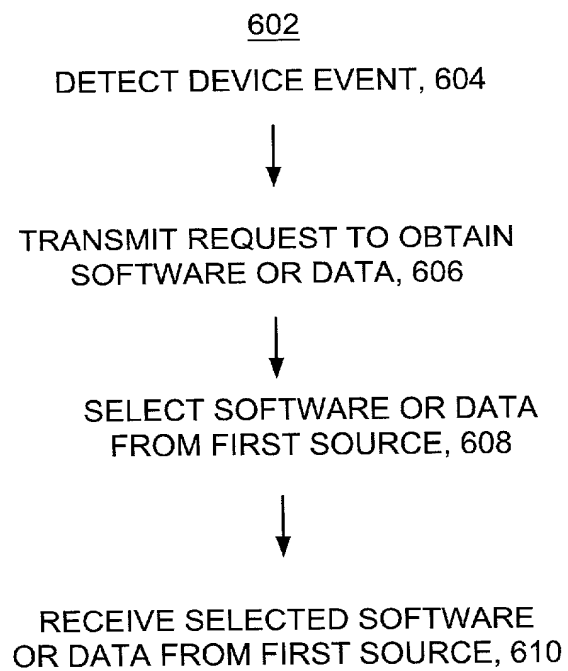 602
DETECT DEVICE EVENT, 604
TRANSMIT REQUEST TO OBTAIN
SOFTWARE OR DATA, 606
SELECT SOFTWARE OR DATA
FROM FIRST SOURCE, 608
RECEIVE SELECTED SOFTWARE
OR DATA FROM FIRST SOURCE, 610